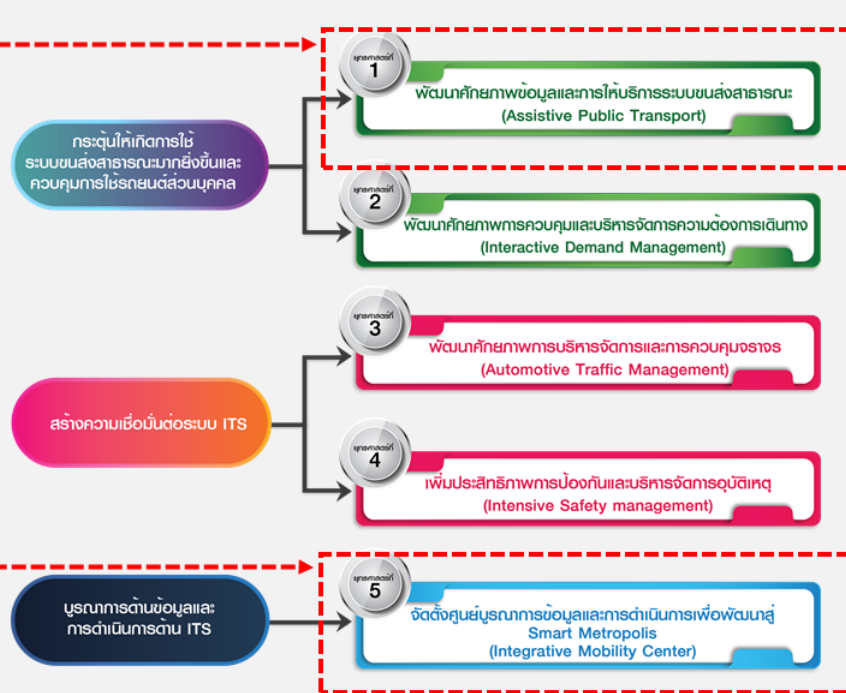 ยุทธศาสตร์ที่
1
พัฒนาศักยภาพข้อมูลและการให้บริการระบบขนส่งสาธารณะ
(Assistive Public Transport)
กระตุ้นให้เกิดการใช้
ระบบขนส่งสาธารณะมากยิ่งขึ้นและ
ควบคุมการใช้รถยนต์ส่วนบุคคล
ยุทธศาสตร์ที่
2
พัฒนาศักยภาพการควบคุมและบริหารจัดการความต้องการเดินทาง
(Interactive Demand Management)
ยุทธศาสตร์ที่
3
พัฒนาศักยภาพการบริหารจัดการและการควบคุมจราจร
(Automotive Traffic Management)
สร้างความเชื่อมั่นต่อระบบ ITS
ยุทธศาสตร์ที่
4
เพิ่มประสิทธิภาพการป้องกันและบริหารจัดการอุบัติเหตุ
(Intensive Safety management)
บูรณาการด้านข้อมูลและ
การดำเนินการด้าน ITS
ยุทธศาสตร์ที่
5
จัดตั้งศูนย์บูรณาการข้อมูลและการดำเนินการเพื่อพัฒนาสู่
Smart Metropolis
(Integrative Mobility Center)